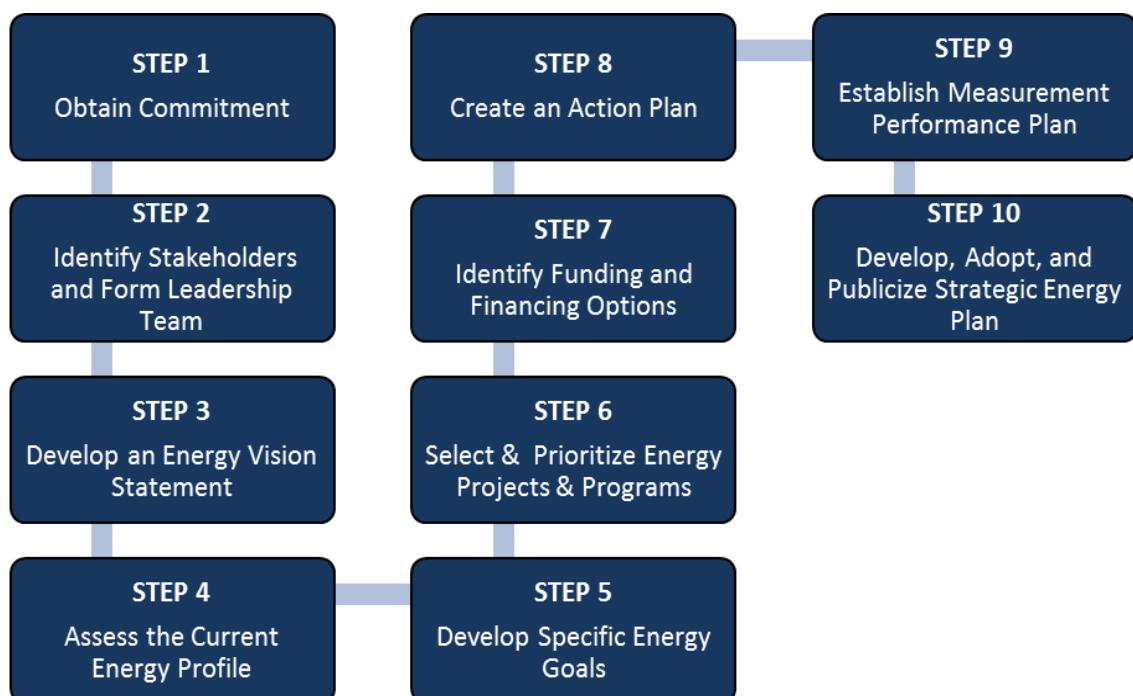 STEP 1
Obtain Commitment
STEP 2
Identify Stakeholders
and Form Leadership
Team
STEP 3
Develop an Energy Vision
Statement
STEP 4
Assess the Current
Energy Profile
STEP 5
Develop Specific Energy
Goals
STEP 6
Select & Prioritize Energy
Projects & Programs
STEP 7
Identify Funding and
Financing Options
STEP 8
Create an Action Plan
STEP 9
Establish Measurement
Performance Plan
STEP 10
Develop, Adopt, and
Publicize Strategic Energy
Plan